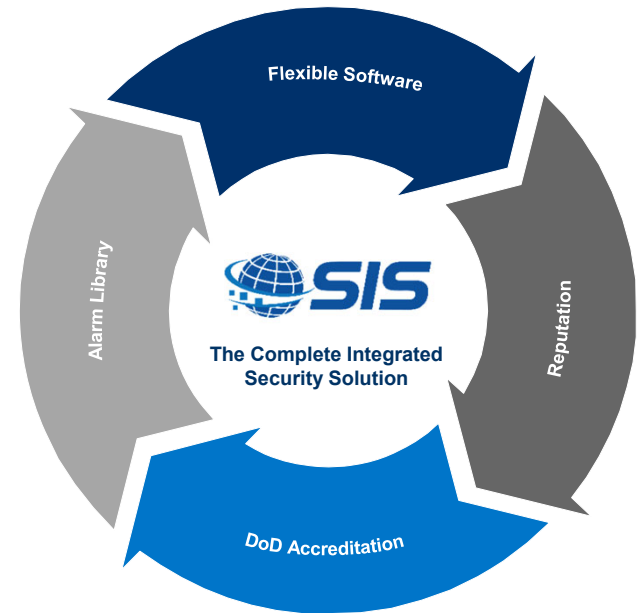 Flexible Software
Reputation
DoD Accreditation
Alarm Library
SIS
The Complete Integrated
Security Solution